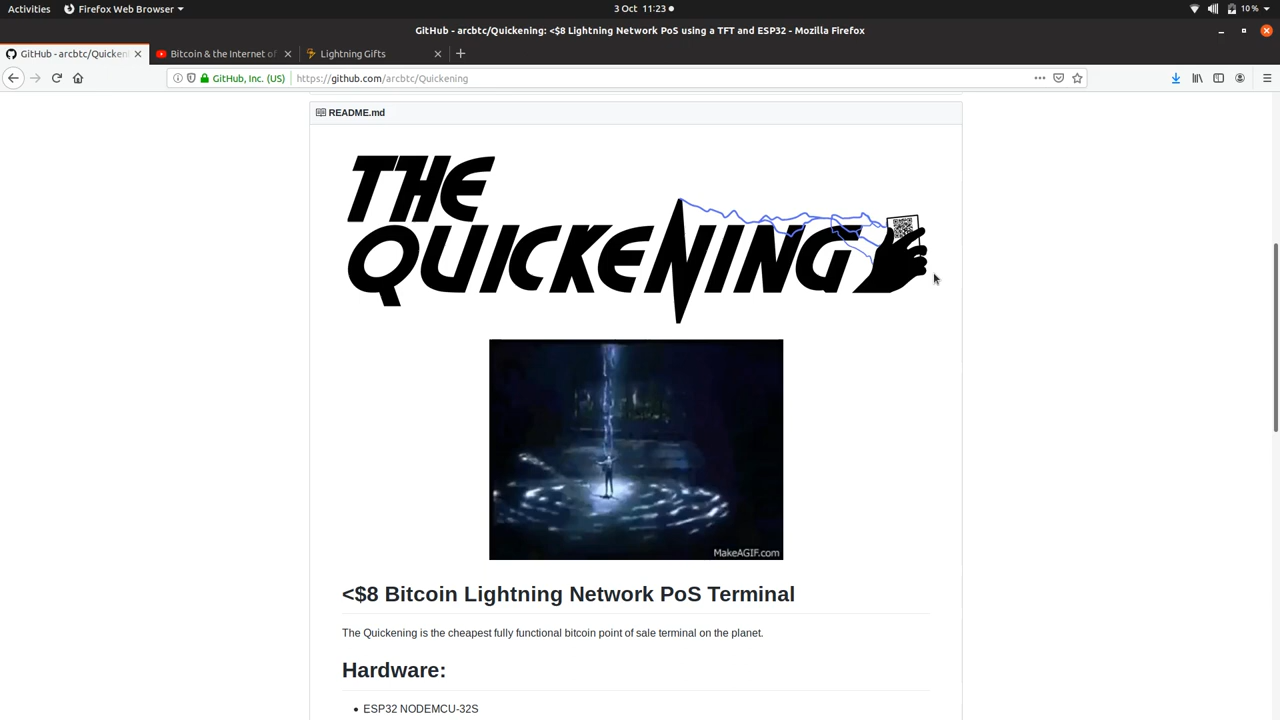 Activities Firefox Web Browser 3 Oct 11:23 10 %
GitHub - arcbtc/Quickening: <$8 Lightning Network PoS using a TFT and ESP32 - Mozilla Firefox
GitHub - arcbtc/Quicken Bitcoin & the Internet of Lightning Gifts
GitHub, Inc. (US) https://github.com/arcbtc/Quickening
README.md
THE
QUICKENING
MakeAGIF.com
<$8 Bitcoin Lightning Network PoS Terminal
The Quickening is the cheapest fully functional bitcoin point of sale terminal on the planet.
Hardware:
• ESP32 NODEMCU-32S